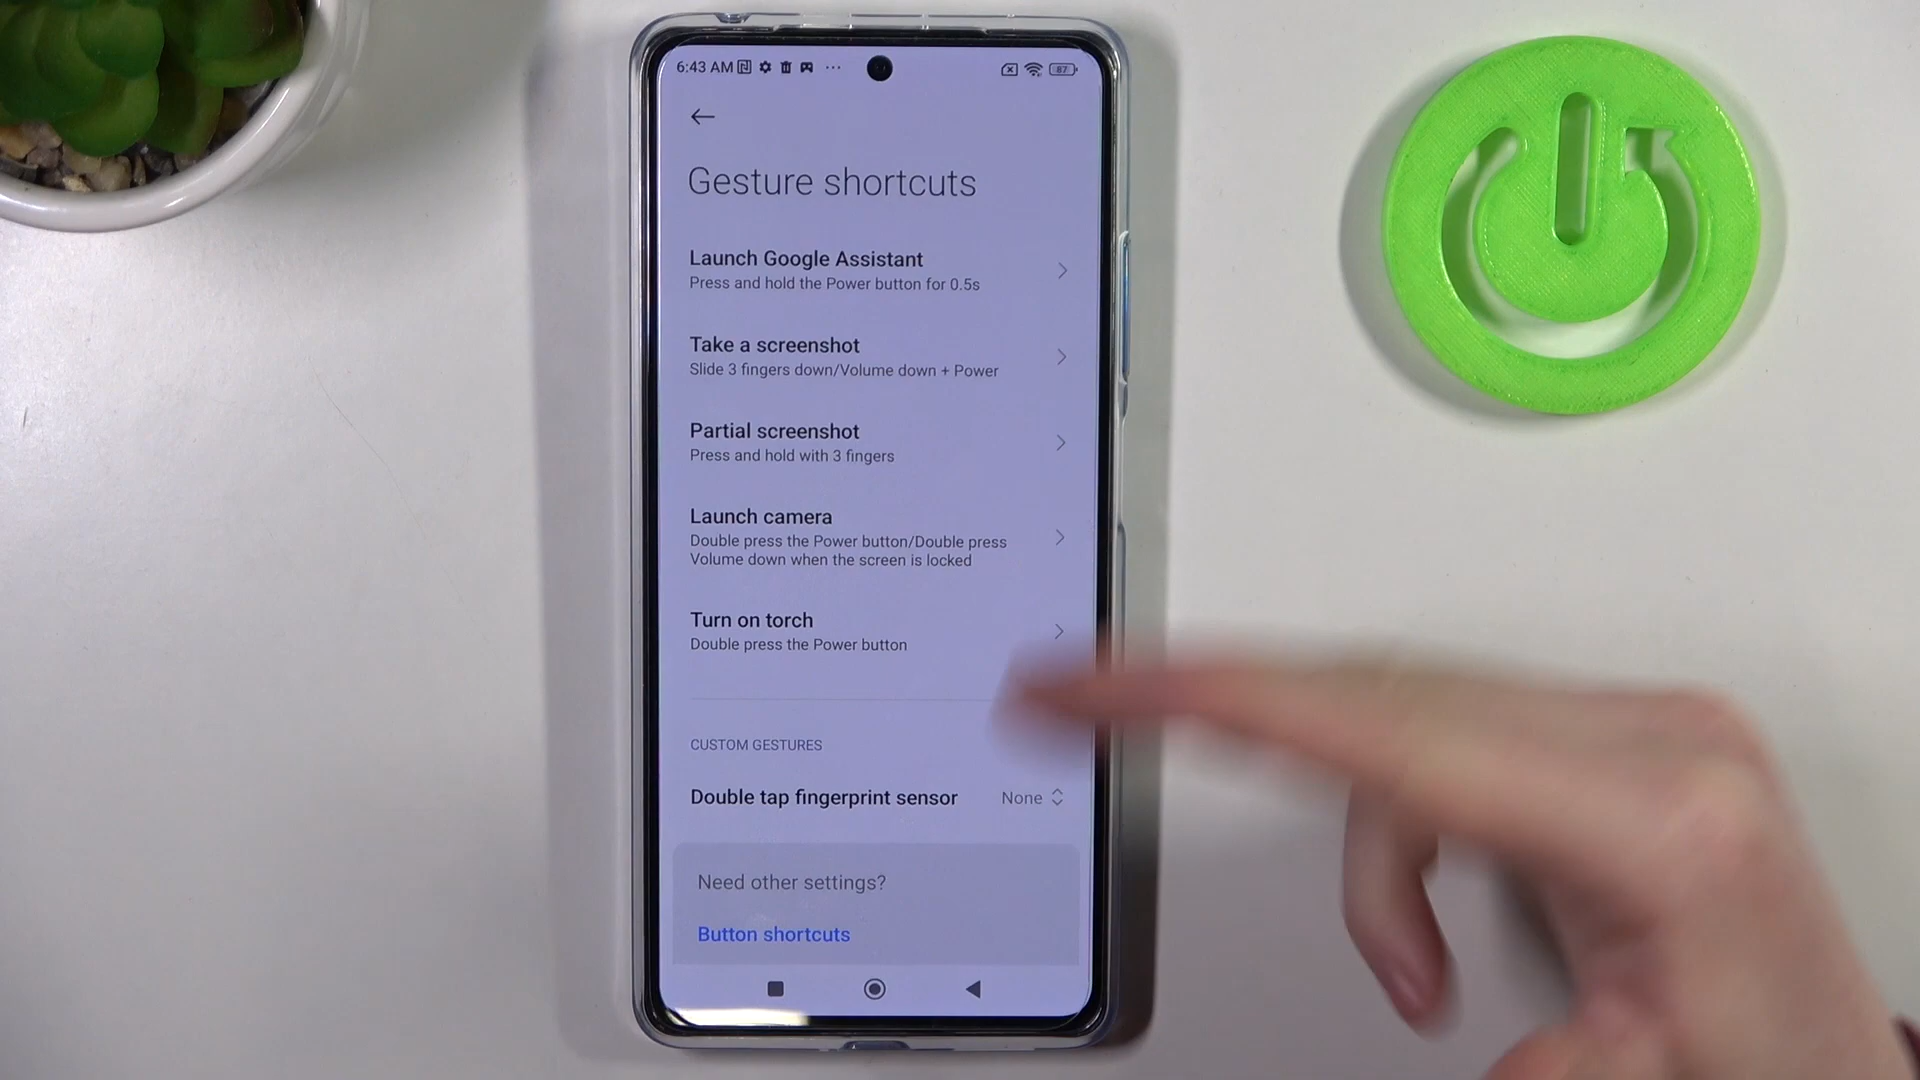 6:43 AM
87
Gesture shortcuts
Launch Google Assistant
Press and hold the Power button for 0.5s
Take a screenshot
Slide 3 fingers down/Volume down + Power
Partial screenshot
Press and hold with 3 fingers
Launch camera
Double press the Power button/Double press
Volume down when the screen is locked
Turn on torch
Double press the Power button
CUSTOM GESTURES
Double tap fingerprint sensor
None
Need other settings?
Button shortcuts